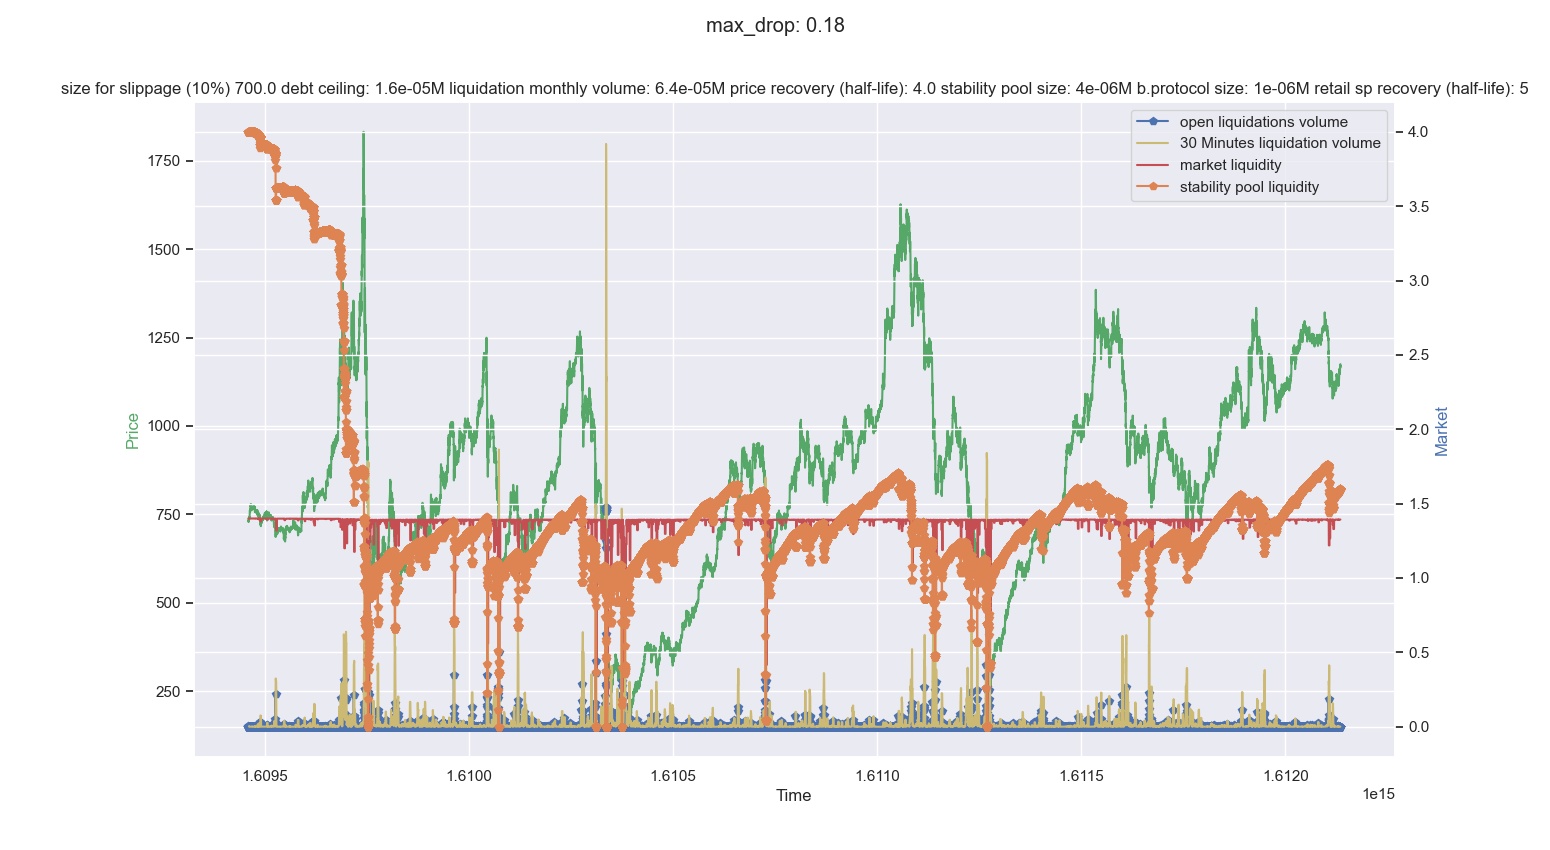 max_drop: 0.18
size for slippage (10%) 700.0 debt ceiling: 1.6e-05M liquidation monthly volume: 6.4e-05M price recovery (half-life): 4.0 stability pool size: 4e-06M b.protocol size: 1e-06M retail sp recovery (half-life): 5
open liquidations volume
30 Minutes liquidation volume
market liquidity
stability pool liquidity
Price
1750
1500
1250
1000
750
500
250
4.0
3.5
3.0
2.5
2.0
1.5
1.0
0.5
0.0
Market
1.6095
1.6100
1.6105
1.6110
1.6115
1.6120
Time
1e15